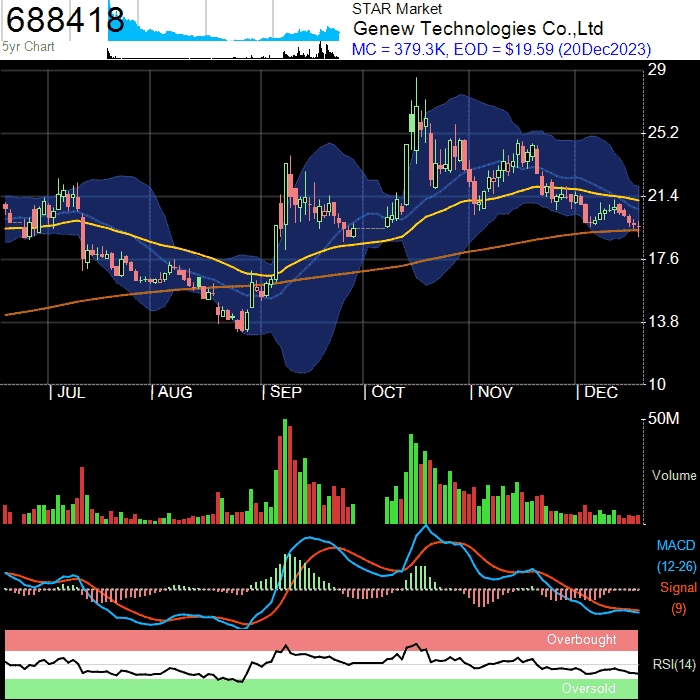 688418
5yr Chart
STAR Market
Genew Technologies Co.,Ltd
MC = 379.3K, EOD = $19.59 (20Dec2023)
29
25.2
21.4
17.6
13.8
10
| JUL | AUG | SEP | OCT | NOV | DEC
50M
Volume
MACD
(12-26)
Signal
(9)
Overbought
RSI(14)
Oversold